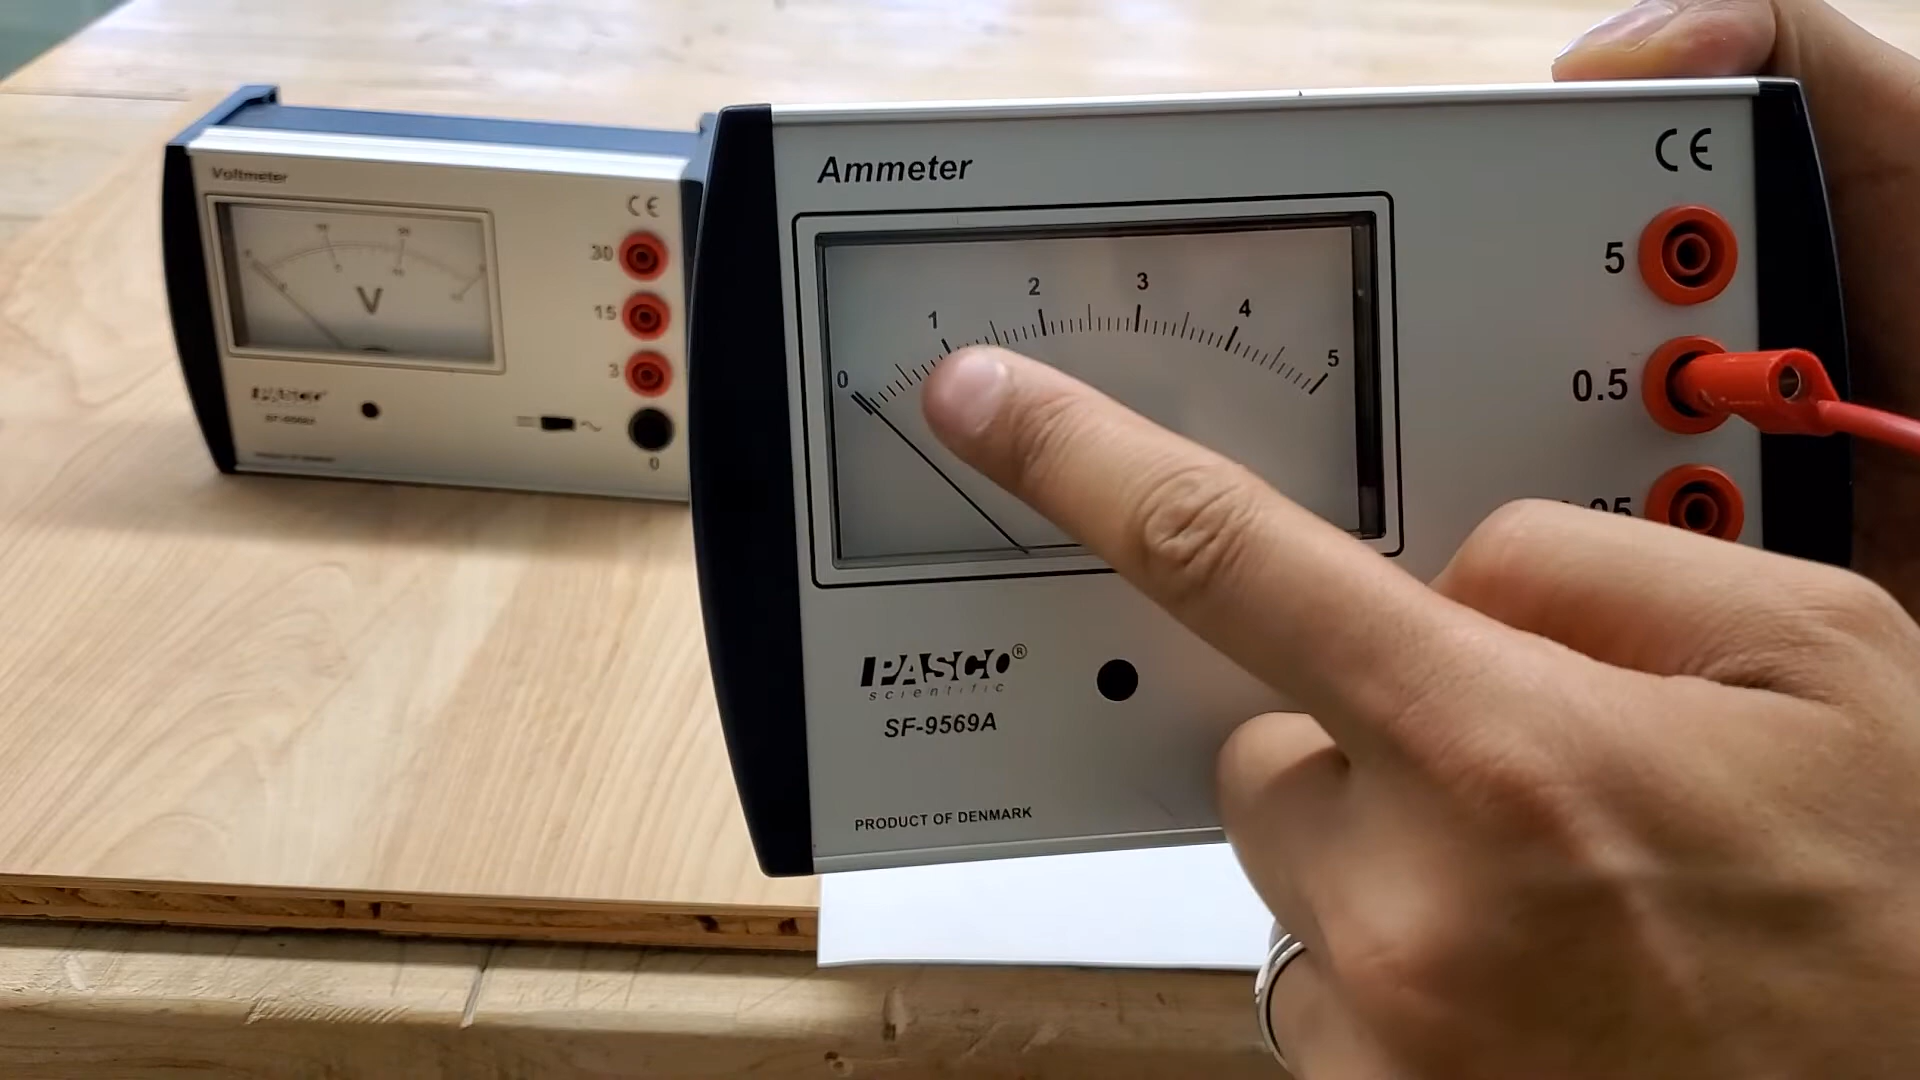 Voltmeter
CE
30
15
3
0
V
Ammeter
CE
0 1 2 3 4 5
5
0.5
05
PASCO®
scientific
SF-9569A
PRODUCT OF DENMARK